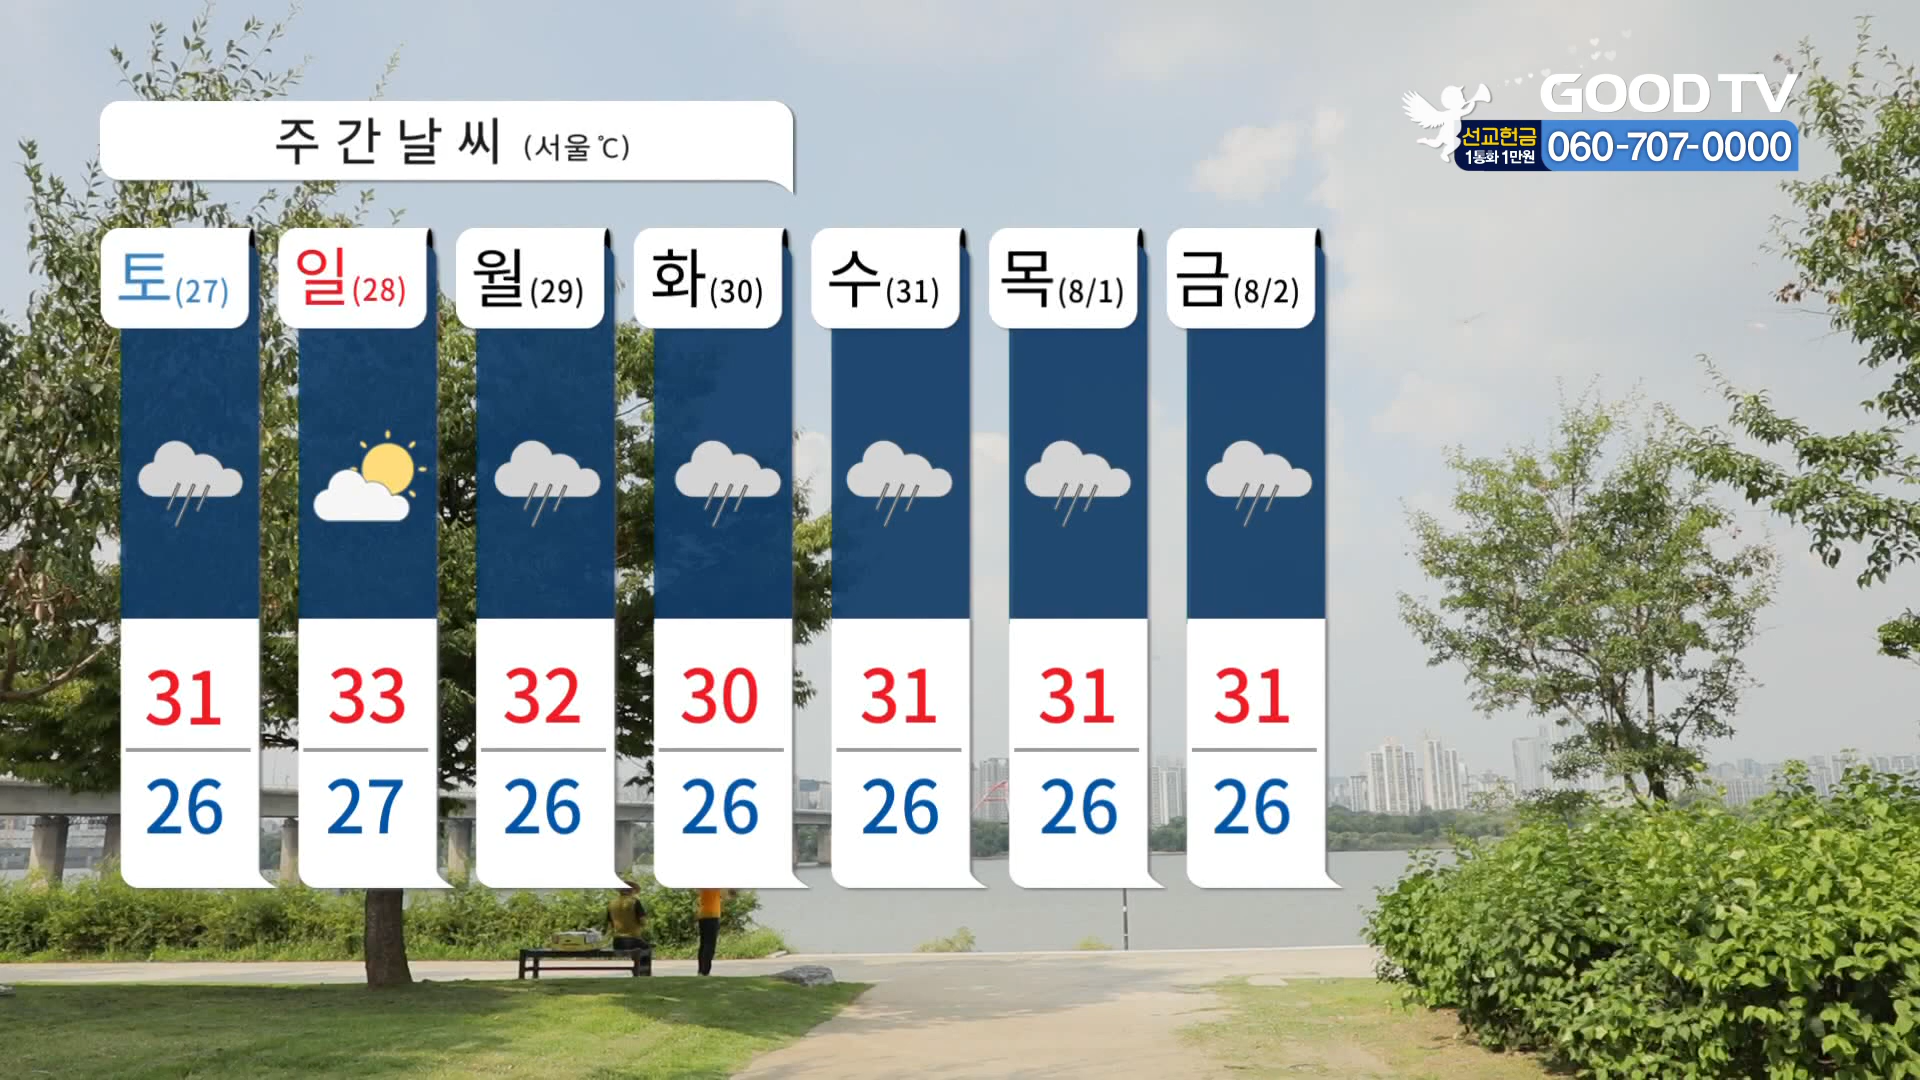 GOOD TV
선교헌금
1통화 1만원
060-707-0000
주간날씨 (서울 ℃)
토(27) 일(28) 월(29) 화(30) 수(31) 목(8/1) 금(8/2)
31 33 32 30 31 31 31
26 27 26 26 26 26 26